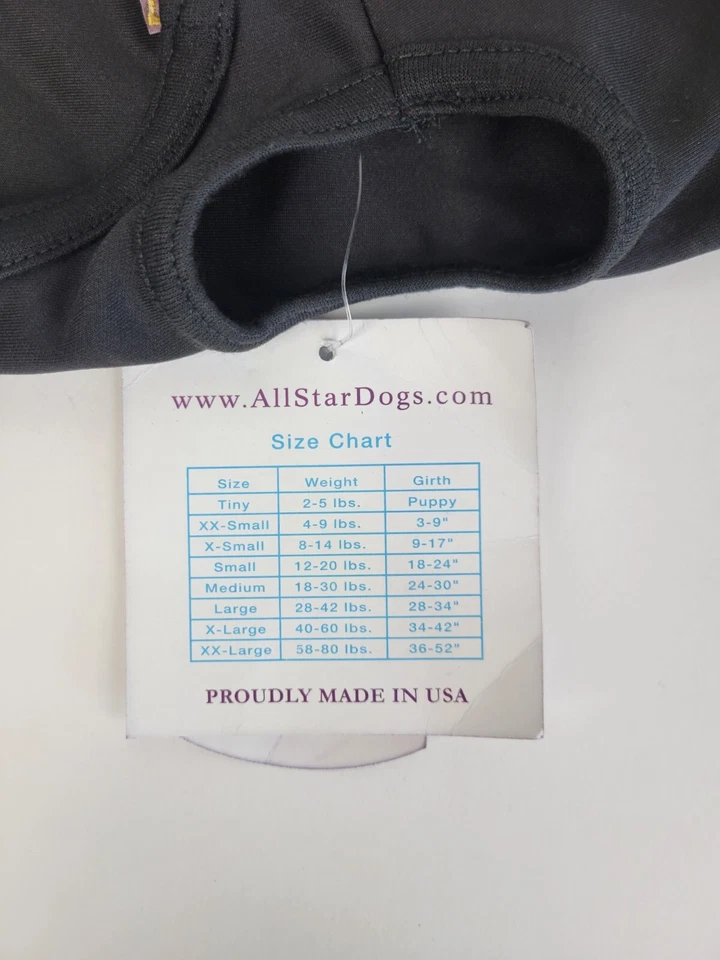 www.AllStarDogs.com
Size Chart
Size Weight Girth
Tiny 2-5 lbs. Puppy
XX-Small 4-9 lbs. 3-9"
X-Small 8-14 lbs. 9-17"
Small 12-20 lbs. 18-24"
Medium 18-30 lbs. 24-30"
Large 28-42 lbs. 28-34"
X-Large 40-60 lbs. 34-42"
XX-Large 58-80 lbs. 36-52"
PROUDLY MADE IN USA